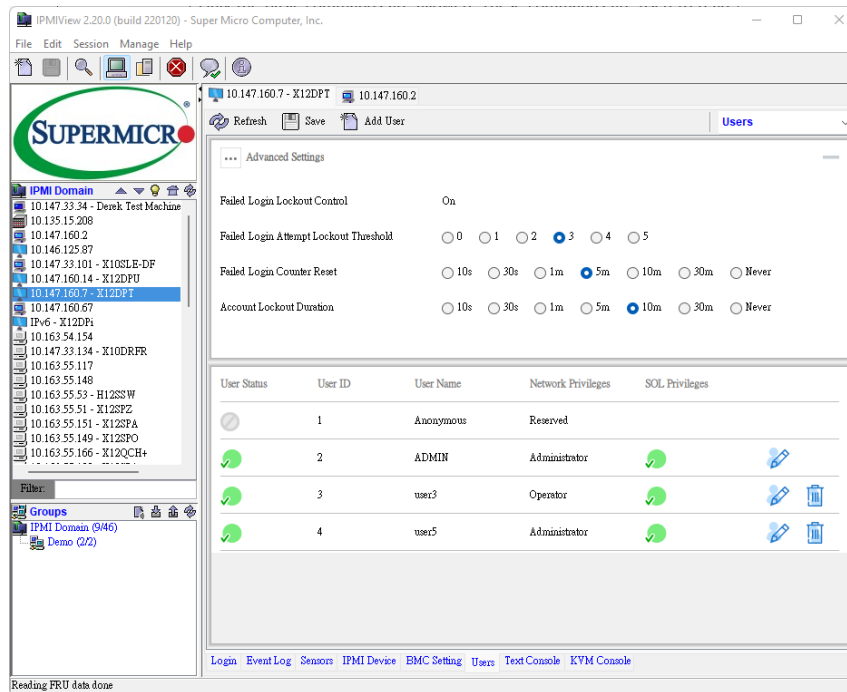 IPMIView 2.20.0 (build 220120) - Super Micro Computer, Inc.
File Edit Session Manage Help
SUPERMICR
IPMI Domain
10.147.33.34 - Derek Test Machine
10.135.15.208
10.147.160.2
10.146.125.87
10.147.33.101 - X10SLE-DF
10.147.160.14 - X12DPU
10.147.160.7 - X12DPT
10.147.160.67
IPv6 - X12DPi
10.163.54.154
10.147.33.134 - X10DRFR
10.163.55.117
10.163.55.148
10.163.55.53 - H12SSW
10.163.55.51 - X12SPZ
10.163.55.151 - X12SPA
10.163.55.149 - X12SPO
10.163.55.166 - X12QCH+
Filter:
Groups
IPMI Domain (9/46)
Demo (2/2)
10.147.160.7 - X12DPT 10.147.160.2
Refresh Save Add User Users
... Advanced Settings
Failed Login Lockout Control On
Failed Login Attempt Lockout Threshold 0 1 2 3 4 5
Failed Login Counter Reset 10s 30s 1m 5m 10m 30m Never
Account Lockout Duration 10s 30s 1m 5m 10m 30m Never
User Status User ID User Name Network Privileges SOL Privileges
1 Anonymous Reserved
2 ADMIN Administrator
3 user3 Operator
4 user5 Administrator
Login Event Log Sensors IPMI Device BMC Setting Users Text Console KVM Console
Reading FRU data done